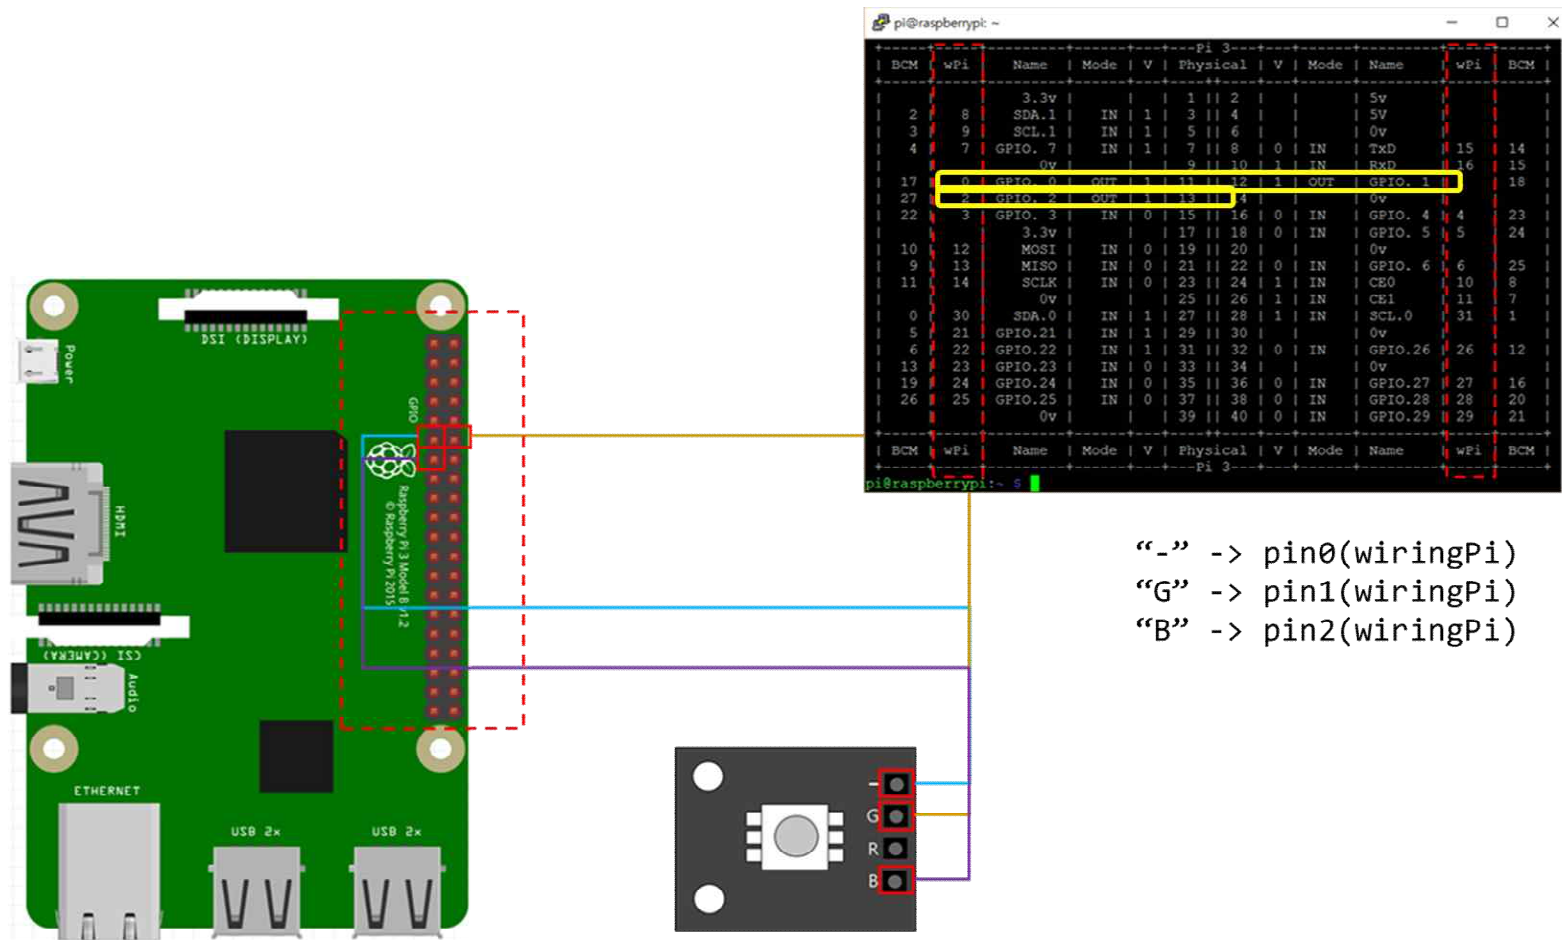 pi@raspberrypi: ~
Pi 3
| BCM | wPi | Name | Mode | V | Physical | V | Mode | Name | wPi | BCM |
| | | 3.3v | | | 1 || 2 | | | 5v | | |
| 2 | 8 | SDA.1 | IN | 1 | 3 || 4 | | | 5V | | |
| 3 | 9 | SCL.1 | IN | 1 | 5 || 6 | | | 0v | | |
| 4 | 7 | GPIO. 7 | IN | 1 | 7 || 8 | 0 | IN | TxD | 15 | 14 |
| | | 0v | | | 9 || 10 | 1 | IN | RxD | 16 | 15 |
| 17 | 0 | GPIO. 0 | OUT | 1 | 11 || 12 | 1 | OUT | GPIO. 1 | | 18 |
| 27 | 2 | GPIO. 2 | OUT | 1 | 13 || 4 | | | 0v | | |
| 22 | 3 | GPIO. 3 | IN | 0 | 15 || 16 | 0 | IN | GPIO. 4 | 4 | 23 |
| | | 3.3v | | | 17 || 18 | 0 | IN | GPIO. 5 | 5 | 24 |
| 10 | 12 | MOSI | IN | 0 | 19 || 20 | | | 0v | | |
| 9 | 13 | MISO | IN | 0 | 21 || 22 | 0 | IN | GPIO. 6 | 6 | 25 |
| 11 | 14 | SCLK | IN | 0 | 23 || 24 | 1 | IN | CE0 | 10 | 8 |
| | | 0v | | | 25 || 26 | 1 | IN | CE1 | 11 | 7 |
| 0 | 30 | SDA.0 | IN | 1 | 27 || 28 | 1 | IN | SCL.0 | 31 | 1 |
| 5 | 21 | GPIO.21 | IN | 1 | 29 || 30 | | | 0v | | |
| 6 | 22 | GPIO.22 | IN | 1 | 31 || 32 | 0 | IN | GPIO.26 | 26 | 12 |
| 13 | 23 | GPIO.23 | IN | 0 | 33 || 34 | | | 0v | | |
| 19 | 24 | GPIO.24 | IN | 0 | 35 || 36 | 0 | IN | GPIO.27 | 27 | 16 |
| 26 | 25 | GPIO.25 | IN | 0 | 37 || 38 | 0 | IN | GPIO.28 | 28 | 20 |
| | | 0v | | | 39 || 40 | 0 | IN | GPIO.29 | 29 | 21 |
| BCM | wPi | Name | Mode | V | Physical | V | Mode | Name | wPi | BCM |
Pi 3
pi@raspberrypi:~ $
DSI (DISPLAY)
Power
GPIO
HDMI
Raspberry Pi 3 Model B v1.2
© Raspberry Pi 2015
CSI (CAMERA)
Audio
ETHERNET
USB 2x
USB 2x
“-” -> pin0(wiringPi)
“G” -> pin1(wiringPi)
“B” -> pin2(wiringPi)
-
G
R
B